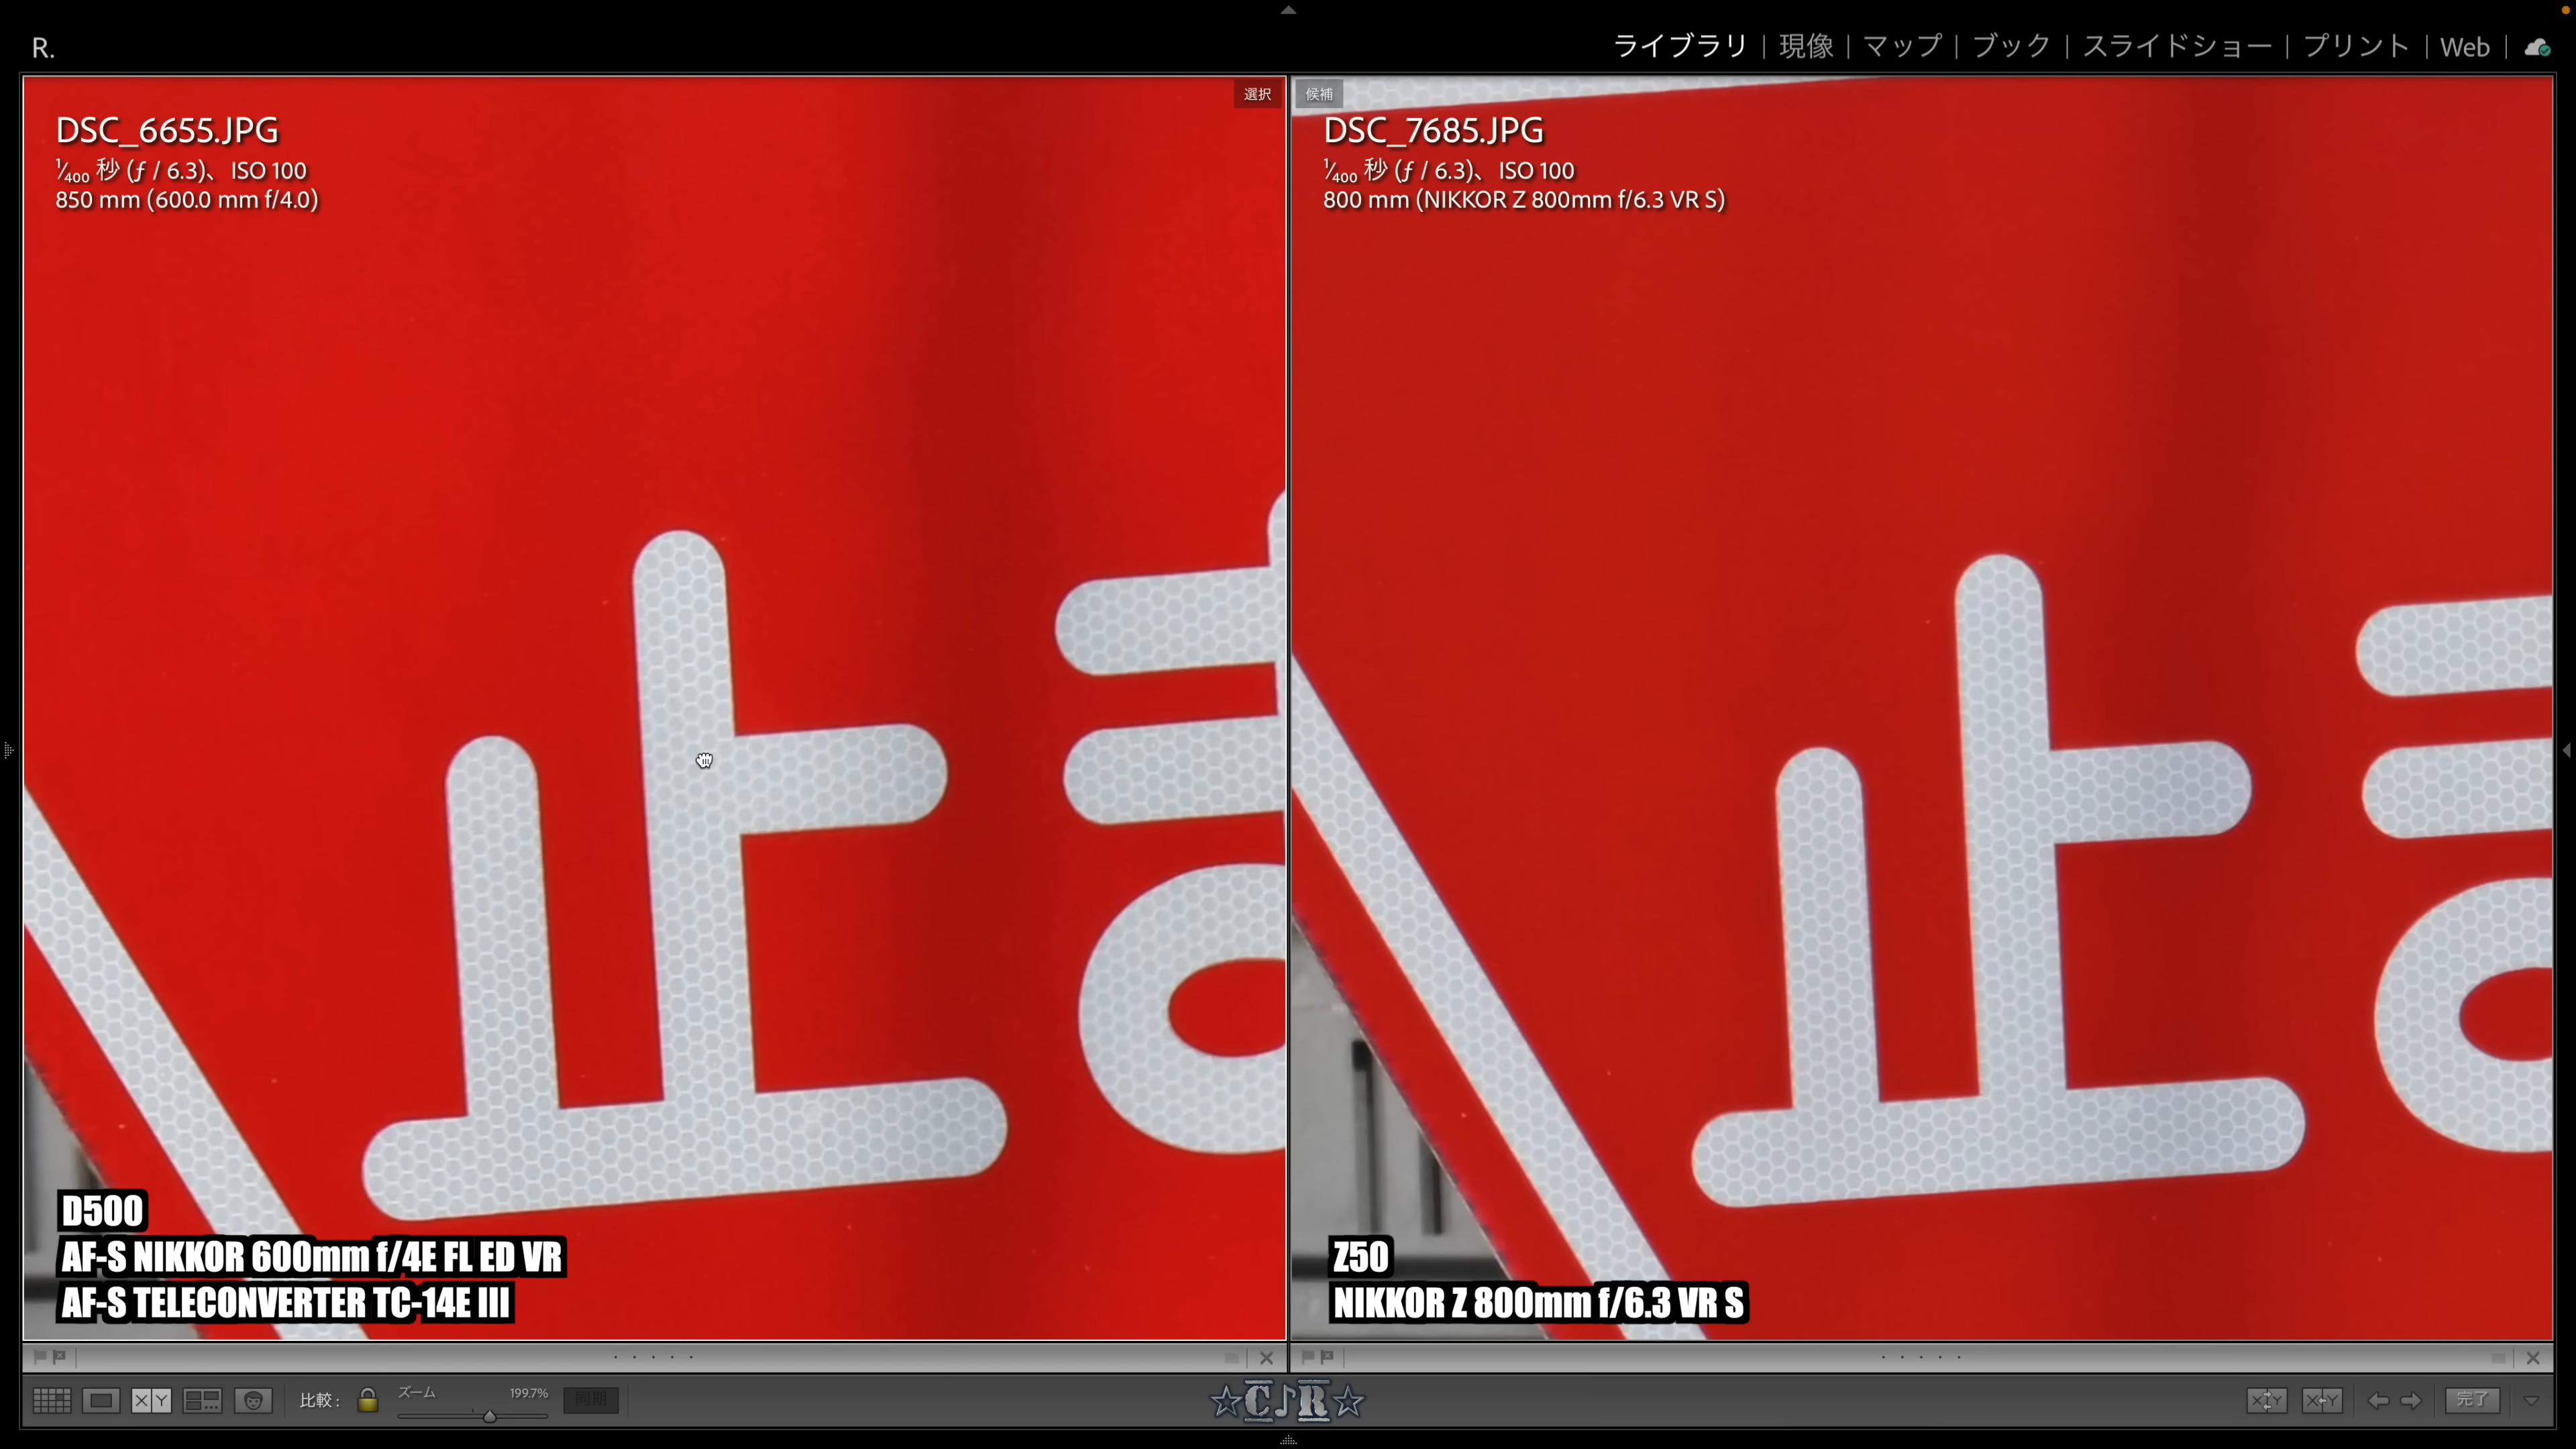 R.
ライブラリ | 現像 | マップ | ブック | スライドショー | プリント | Web |
選択
DSC_6655.JPG
1/400 秒 (ƒ / 6.3)、ISO 100
850 mm (600.0 mm f/4.0)
止
D500
AF-S NIKKOR 600mm f/4E FL ED VR
AF-S TELECONVERTER TC-14E III
候補
DSC_7685.JPG
1/400 秒 (ƒ / 6.3)、ISO 100
800 mm (NIKKOR Z 800mm f/6.3 VR S)
止
Z50
NIKKOR Z 800mm f/6.3 VR S
XY
比較 :
ズーム
199.7%
同期
☆C♪R☆
完了